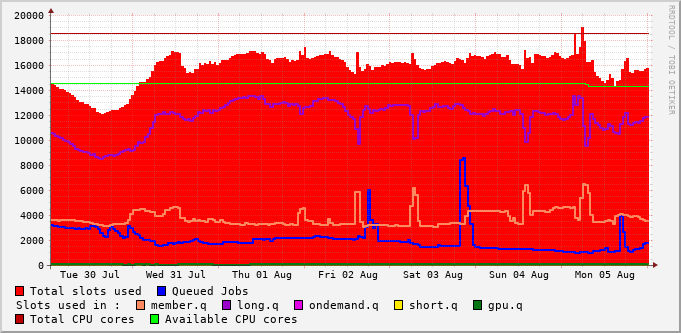 20000
18000
16000
14000
12000
10000
8000
6000
4000
2000
0
Tue 30 Jul Wed 31 Jul Thu 01 Aug Fri 02 Aug Sat 03 Aug Sun 04 Aug Mon 05 Aug
Total slots used Queued Jobs
Slots used in : member.q long.q ondemand.q short.q gpu.q
Total CPU cores Available CPU cores
RRDTOOL / TOBI OETIKER